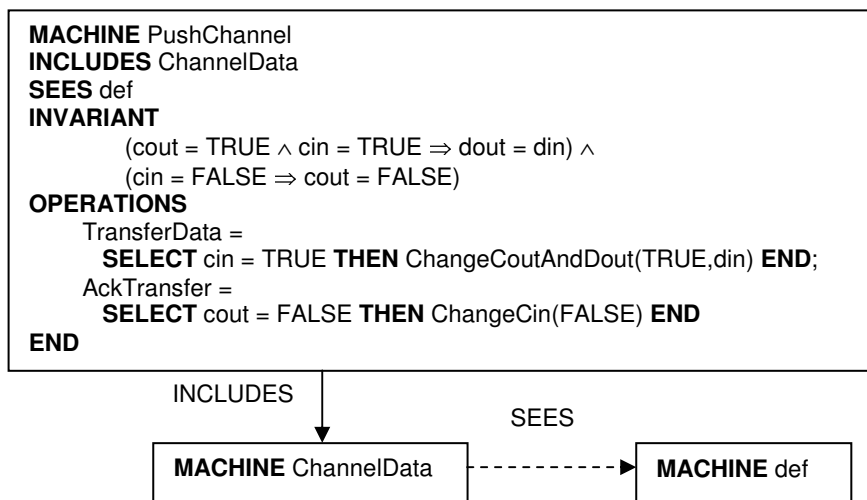 MACHINE PushChannel
INCLUDES ChannelData
SEES def
INVARIANT
(cout = TRUE ∧ cin = TRUE ⇒ dout = din) ∧
(cin = FALSE ⇒ cout = FALSE)
OPERATIONS
TransferData =
SELECT cin = TRUE THEN ChangeCoutAndDout(TRUE,din) END;
AckTransfer =
SELECT cout = FALSE THEN ChangeCin(FALSE) END
END
INCLUDES
SEES
MACHINE ChannelData
MACHINE def